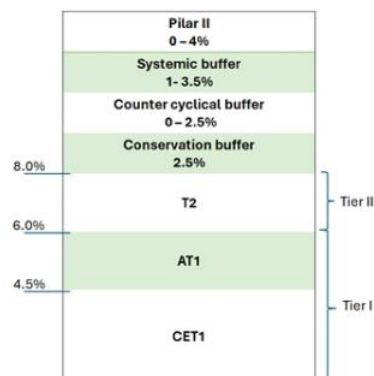 Pilar II
0 – 4%
Systemic buffer
1- 3.5%
Counter cyclical buffer
0 – 2.5%
Conservation buffer
2.5%
8.0%
T2
Tier II
6.0%
AT1
4.5%
Tier I
CET1